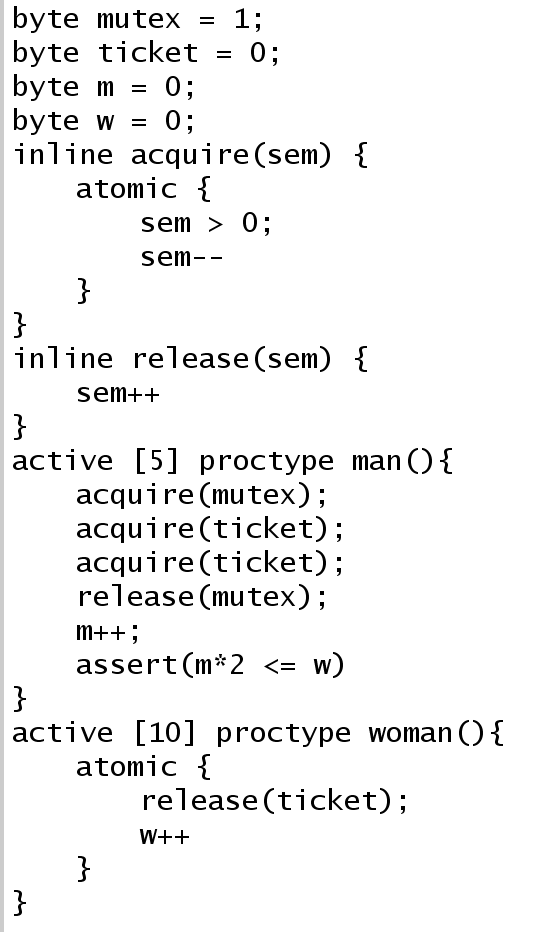 byte mutex = 1;
byte ticket = 0;
byte m = 0;
byte w = 0;
inline acquire(sem) {
    atomic {
        sem > 0;
        sem--
    }
}
inline release(sem) {
    sem++
}
active [5] proctype man(){
    acquire(mutex);
    acquire(ticket);
    acquire(ticket);
    release(mutex);
    m++;
    assert(m*2 <= w)
}
active [10] proctype woman(){
    atomic {
        release(ticket);
        w++
    }
}